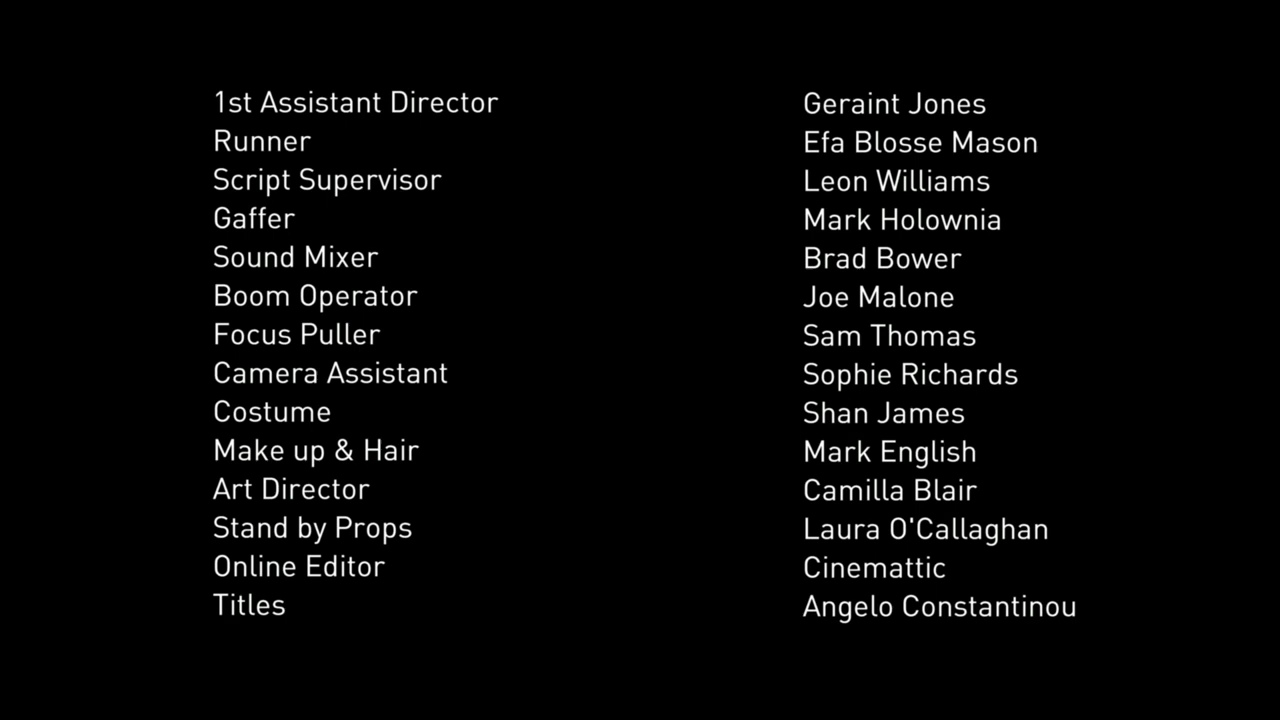 1st Assistant Director Geraint Jones
Runner Efa Blosse Mason
Script Supervisor Leon Williams
Gaffer Mark Holownia
Sound Mixer Brad Bower
Boom Operator Joe Malone
Focus Puller Sam Thomas
Camera Assistant Sophie Richards
Costume Shan James
Make up & Hair Mark English
Art Director Camilla Blair
Stand by Props Laura O'Callaghan
Online Editor Cinemattic
Titles Angelo Constantinou